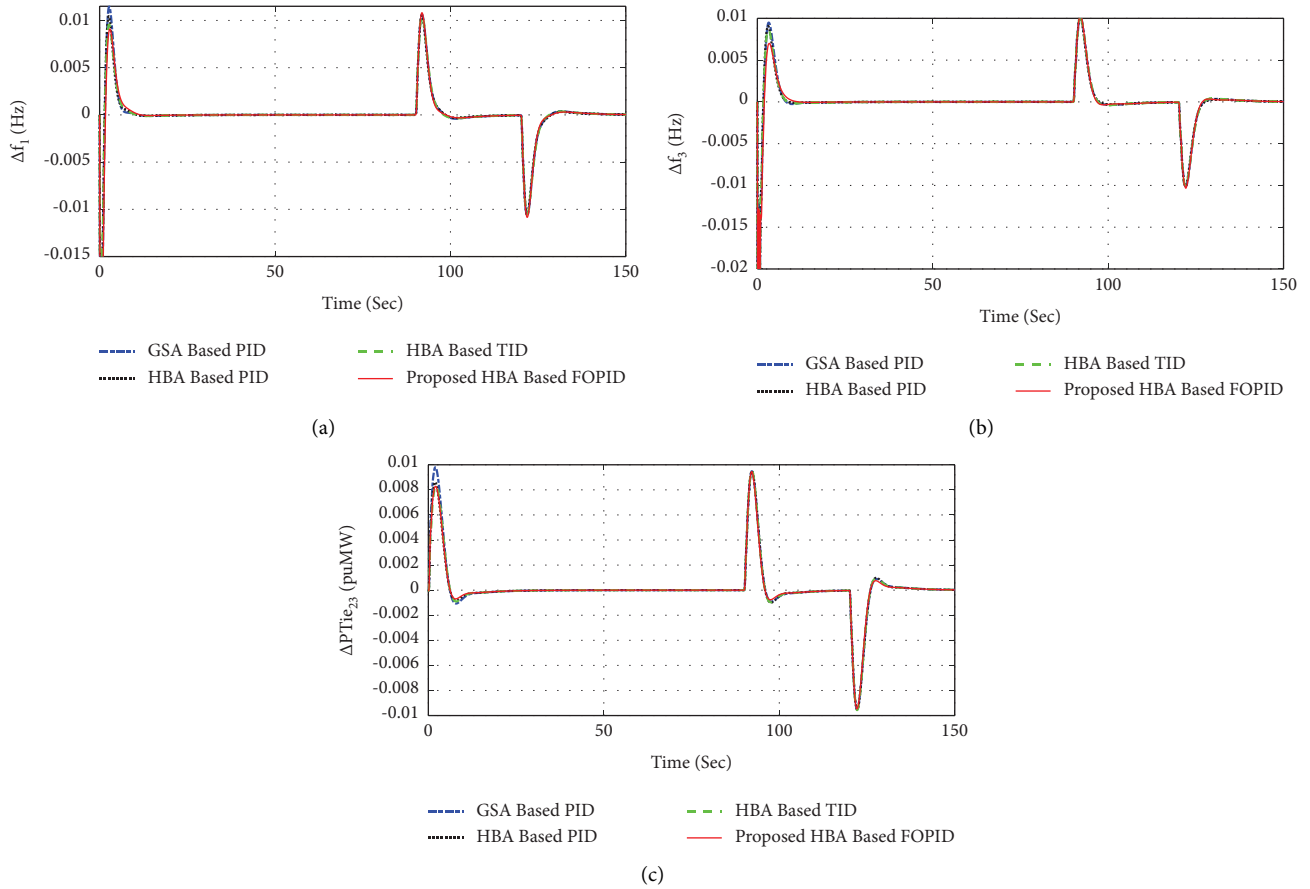 0.01
0.005
0
-0.005
-0.01
-0.015
Δf1 (Hz)
0 50 100 150
Time (Sec)
GSA Based PID
HBA Based PID
HBA Based TID
Proposed HBA Based FOPID
(a)
0.01
0.005
0
-0.005
-0.01
-0.015
-0.02
Δf3 (Hz)
0 50 100 150
Time (Sec)
GSA Based PID
HBA Based PID
HBA Based TID
Proposed HBA Based FOPID
(b)
0.01
0.008
0.006
0.004
0.002
0
-0.002
-0.004
-0.006
-0.008
-0.01
ΔPTie23 (puMW)
0 50 100 150
Time (Sec)
GSA Based PID
HBA Based PID
HBA Based TID
Proposed HBA Based FOPID
(c)